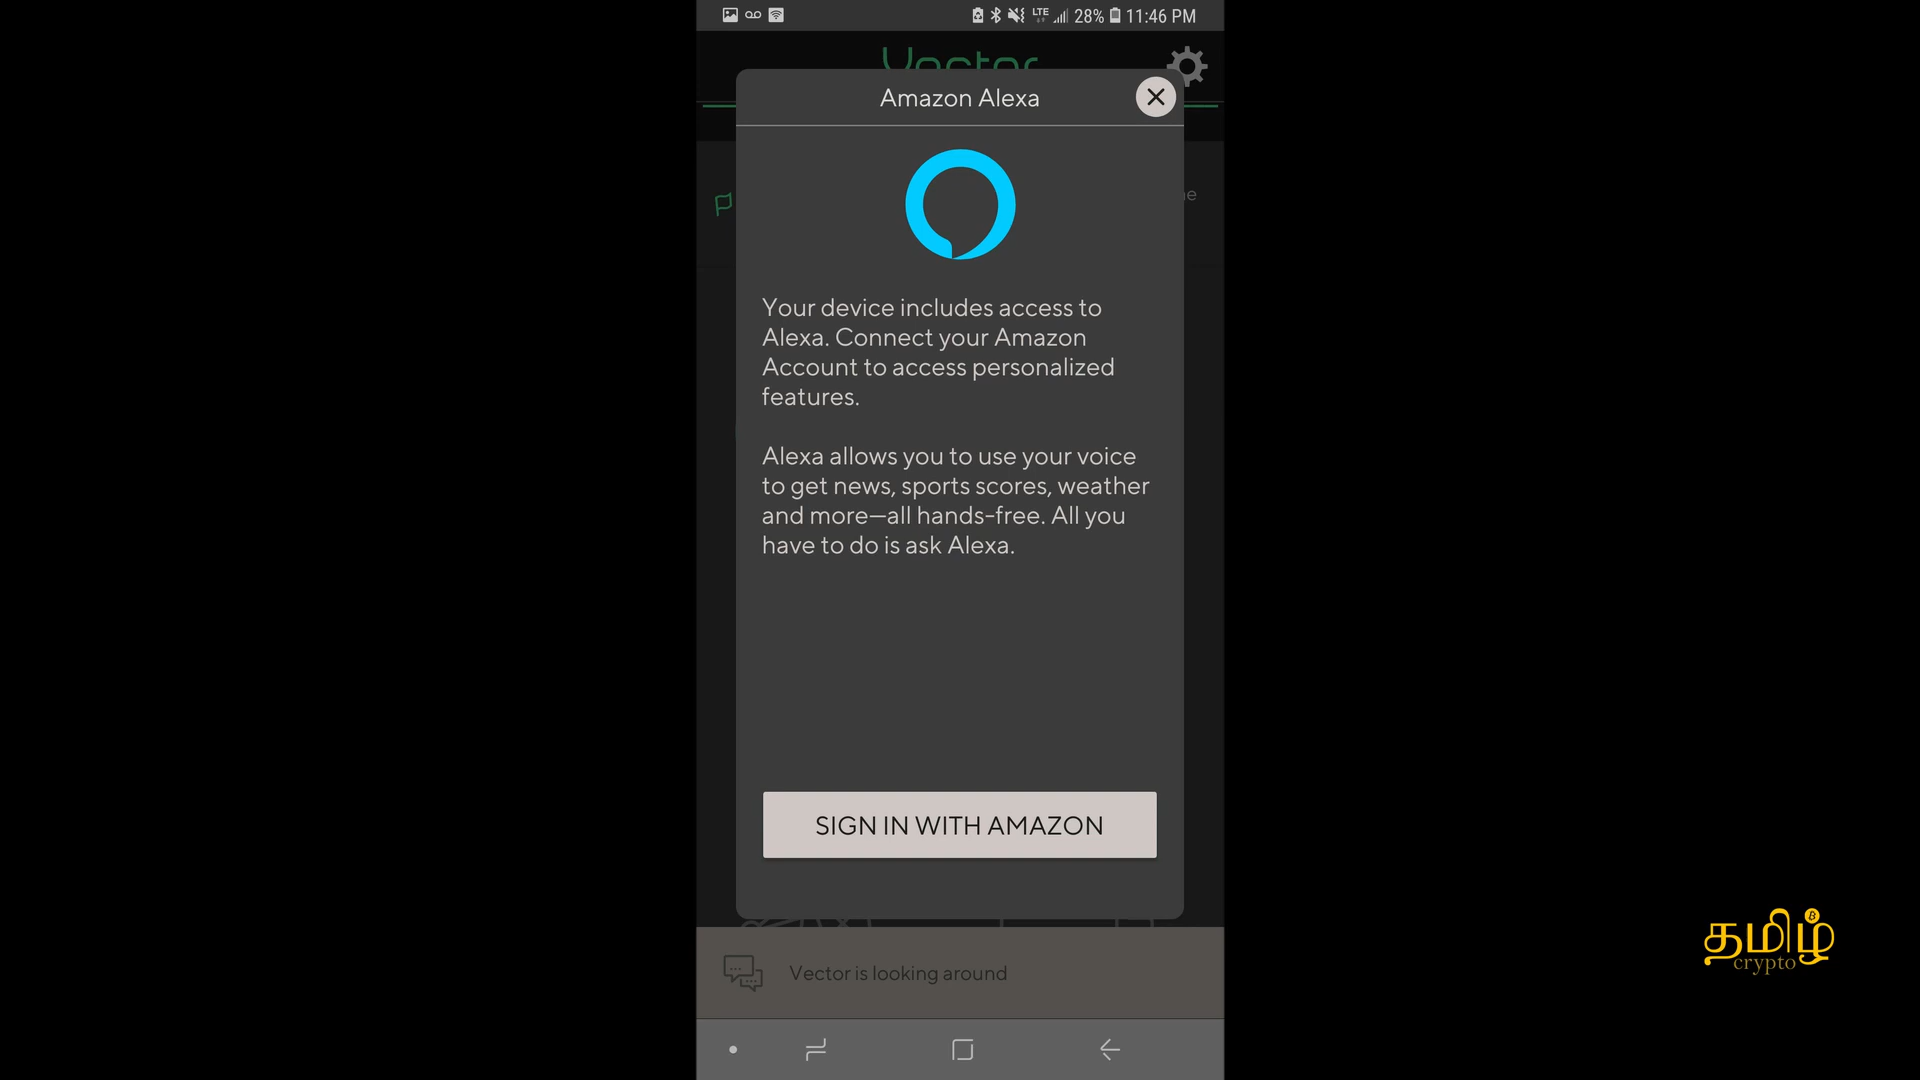 LTE 28% 11:46 PM
Vector
Amazon Alexa
Your device includes access to
Alexa. Connect your Amazon
Account to access personalized
features.
Alexa allows you to use your voice
to get news, sports scores, weather
and more—all hands-free. All you
have to do is ask Alexa.
SIGN IN WITH AMAZON
Vector is looking around
தமிழ்
crypto